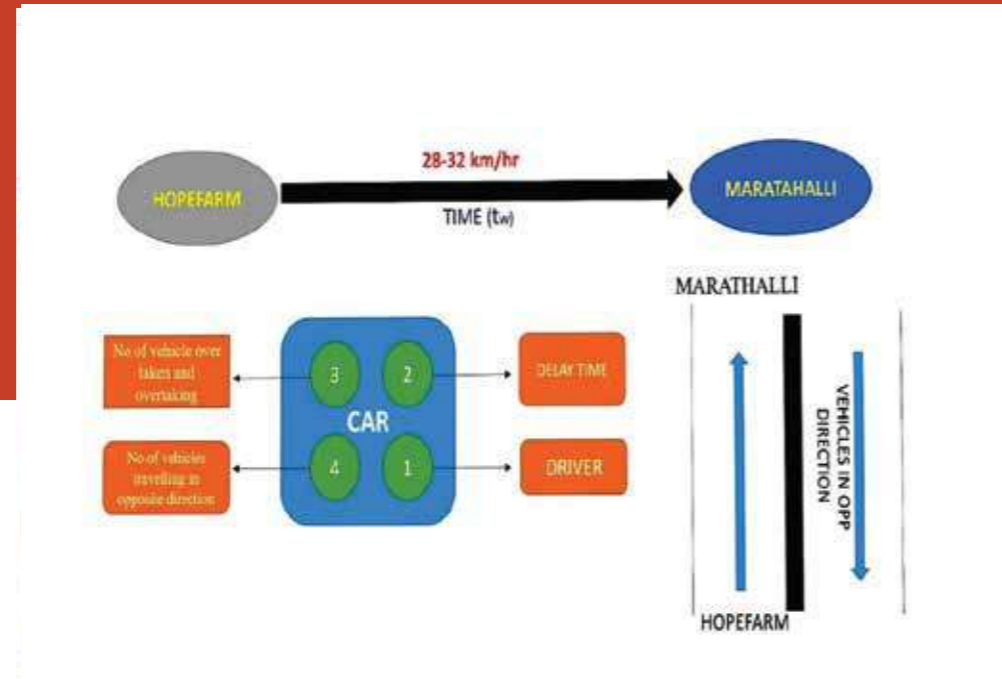 28-32 km/hr
HOPEFARM
MARATAHALLI
TIME (tw)
MARATHALLI
No of vehicle over
taken and
overtaking
3
2
DELAY TIME
CAR
No of vehicles
travelling in
opposite direction
4
1
DRIVER
VEHICLES IN OPP
DIRECTION
HOPEFARM